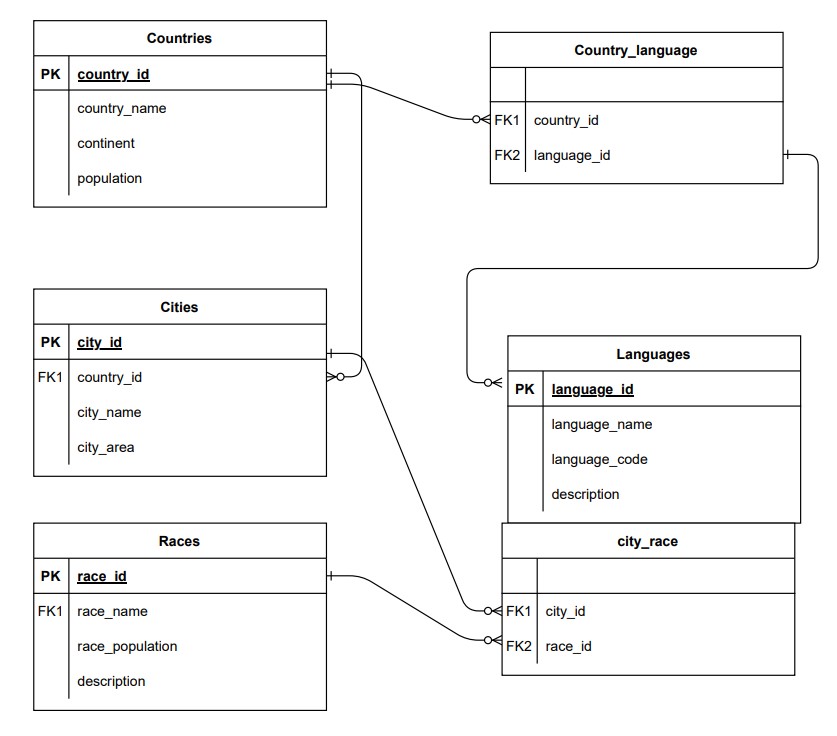 Countries
PK country_id
country_name
continent
population
Country_language
FK1 country_id
FK2 language_id
Cities
PK city_id
FK1 country_id
city_name
city_area
Languages
PK language_id
language_name
language_code
description
Races
PK race_id
FK1 race_name
race_population
description
city_race
FK1 city_id
FK2 race_id